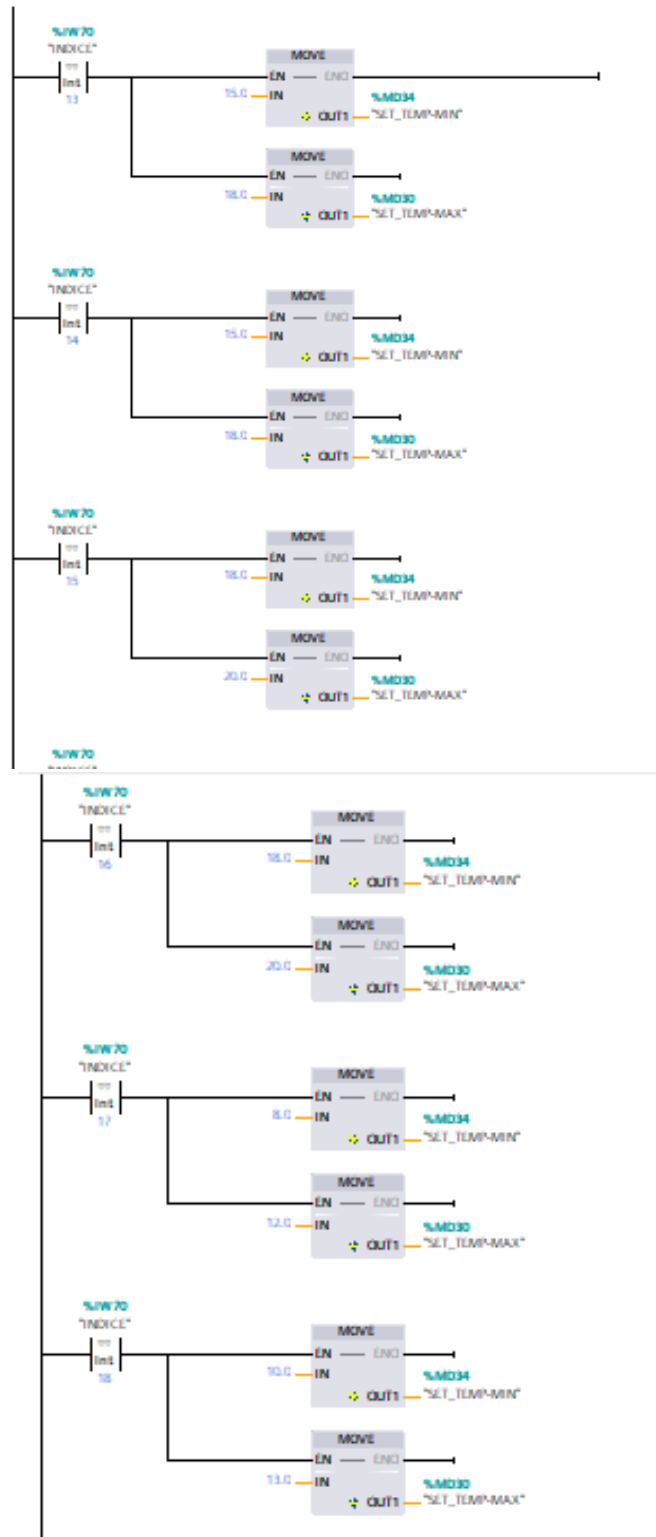 %IW70
"INDICE"
==
Int
13
MOVE
EN ENO
15.0 IN
%MD34
OUT1 "SET_TEMP-MIN"
MOVE
EN ENO
18.0 IN
%MD30
OUT1 "SET_TEMP-MAX"
%IW70
"INDICE"
==
Int
14
MOVE
EN ENO
15.0 IN
%MD34
OUT1 "SET_TEMP-MIN"
MOVE
EN ENO
18.0 IN
%MD30
OUT1 "SET_TEMP-MAX"
%IW70
"INDICE"
==
Int
15
MOVE
EN ENO
18.0 IN
%MD34
OUT1 "SET_TEMP-MIN"
MOVE
EN ENO
20.0 IN
%MD30
OUT1 "SET_TEMP-MAX"
%IW70
%IW70
"INDICE"
==
Int
16
MOVE
EN ENO
18.0 IN
%MD34
OUT1 "SET_TEMP-MIN"
MOVE
EN ENO
20.0 IN
%MD30
OUT1 "SET_TEMP-MAX"
%IW70
"INDICE"
==
Int
17
MOVE
EN ENO
8.0 IN
%MD34
OUT1 "SET_TEMP-MIN"
MOVE
EN ENO
12.0 IN
%MD30
OUT1 "SET_TEMP-MAX"
%IW70
"INDICE"
==
Int
18
MOVE
EN ENO
10.0 IN
%MD34
OUT1 "SET_TEMP-MIN"
MOVE
EN ENO
13.0 IN
%MD30
OUT1 "SET_TEMP-MAX"